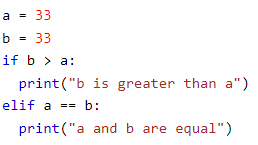 a = 33
b = 33
if b > a:
  print("b is greater than a")
elif a == b:
  print("a and b are equal")